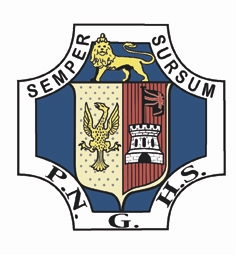 SEMPER SURSUM
P.N. G. H.S.